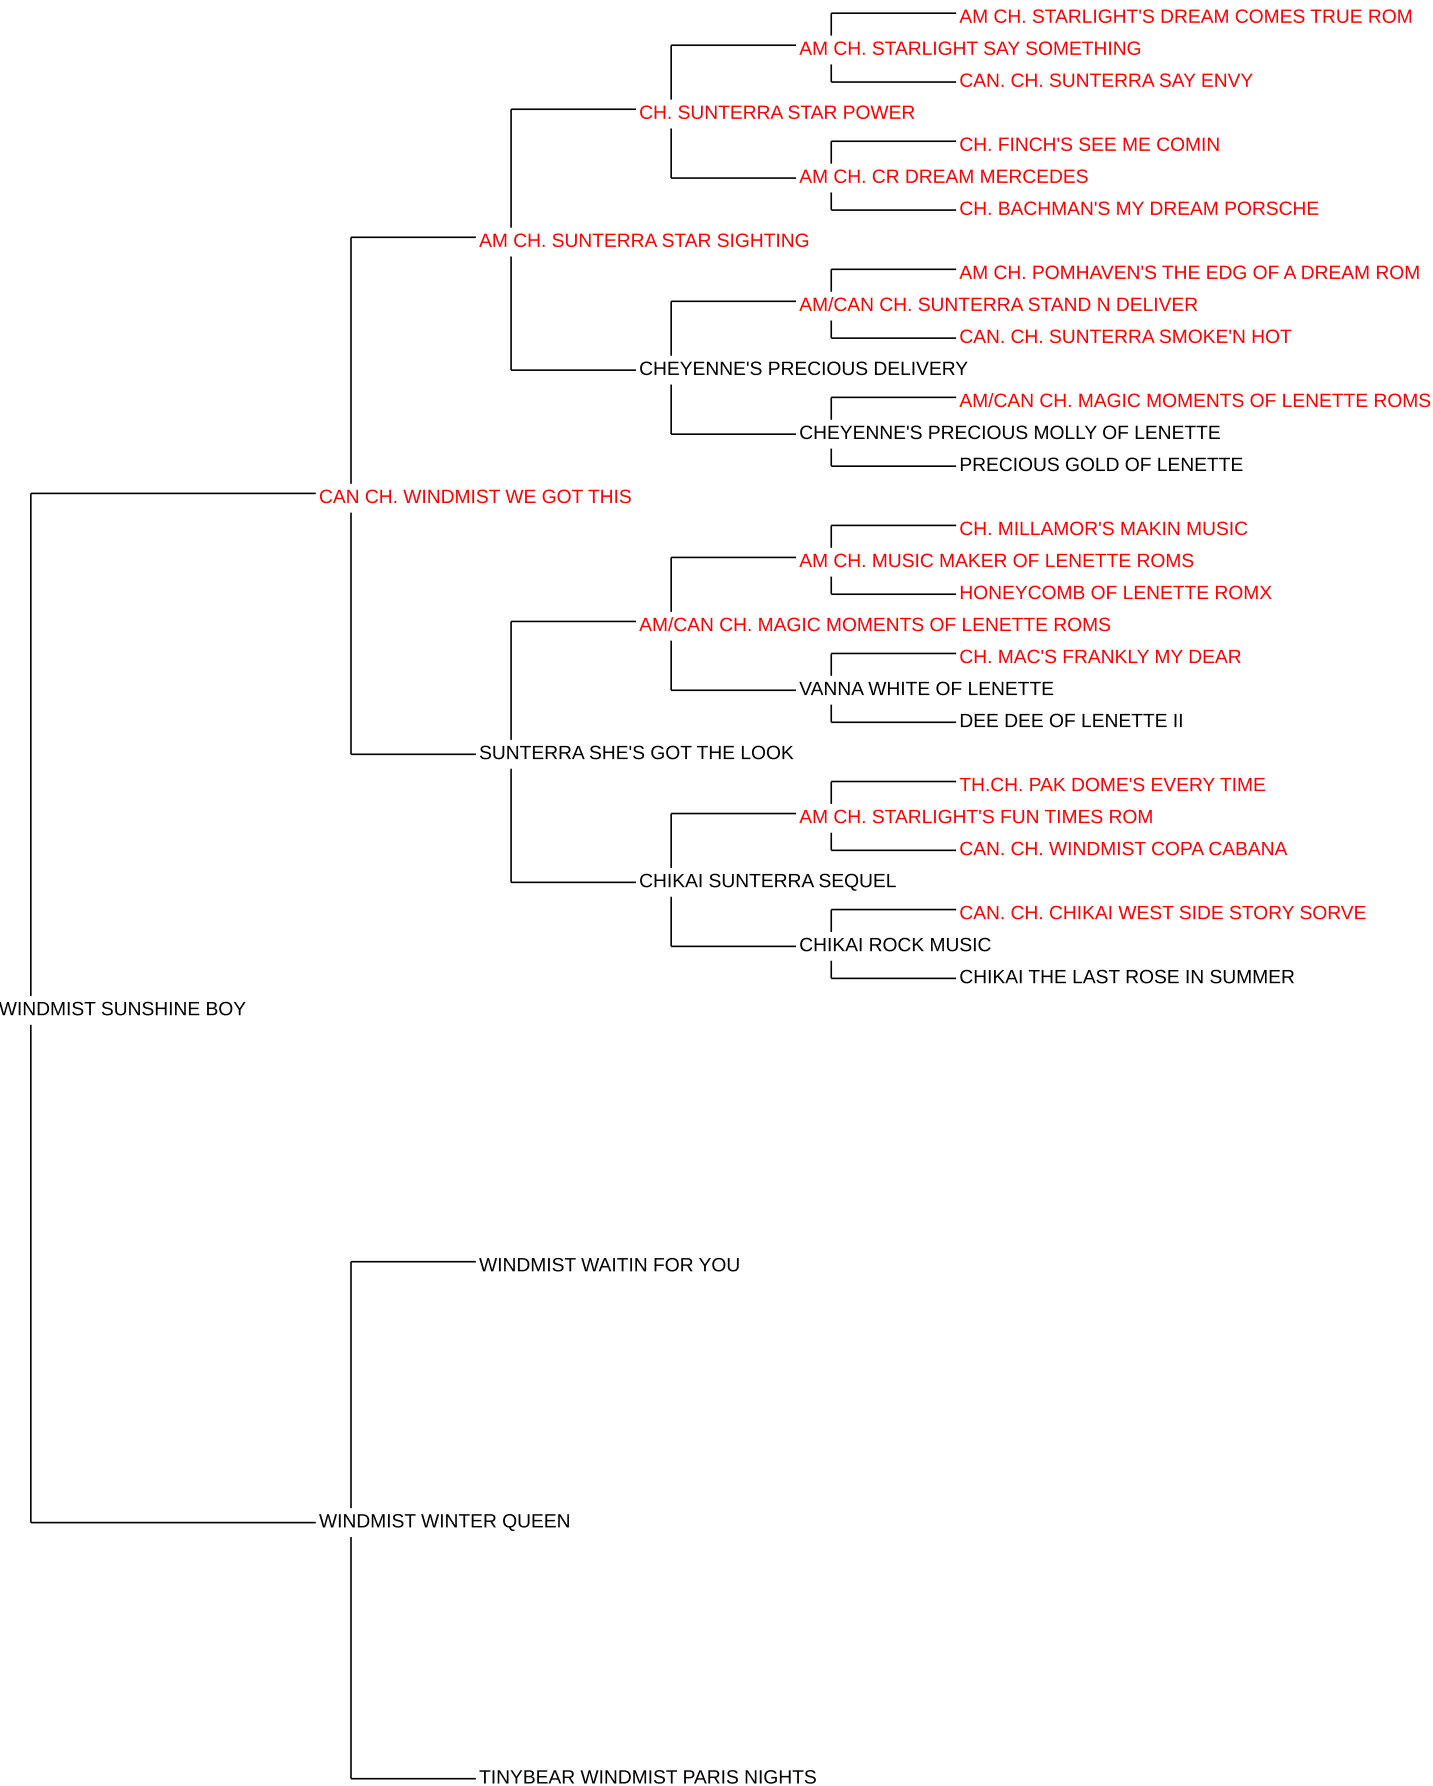 AM CH. STARLIGHT'S DREAM COMES TRUE ROM
AM CH. STARLIGHT SAY SOMETHING
CAN. CH. SUNTERRA SAY ENVY
CH. SUNTERRA STAR POWER
CH. FINCH'S SEE ME COMIN
AM CH. CR DREAM MERCEDES
CH. BACHMAN'S MY DREAM PORSCHE
AM CH. SUNTERRA STAR SIGHTING
AM CH. POMHAVEN'S THE EDG OF A DREAM ROM
AM/CAN CH. SUNTERRA STAND N DELIVER
CAN. CH. SUNTERRA SMOKE'N HOT
CHEYENNE'S PRECIOUS DELIVERY
AM/CAN CH. MAGIC MOMENTS OF LENETTE ROMS
CHEYENNE'S PRECIOUS MOLLY OF LENETTE
PRECIOUS GOLD OF LENETTE
CAN CH. WINDMIST WE GOT THIS
CH. MILLAMOR'S MAKIN MUSIC
AM CH. MUSIC MAKER OF LENETTE ROMS
HONEYCOMB OF LENETTE ROMX
AM/CAN CH. MAGIC MOMENTS OF LENETTE ROMS
CH. MAC'S FRANKLY MY DEAR
VANNA WHITE OF LENETTE
DEE DEE OF LENETTE II
SUNTERRA SHE'S GOT THE LOOK
TH.CH. PAK DOME'S EVERY TIME
AM CH. STARLIGHT'S FUN TIMES ROM
CAN. CH. WINDMIST COPA CABANA
CHIKAI SUNTERRA SEQUEL
CAN. CH. CHIKAI WEST SIDE STORY SORVE
CHIKAI ROCK MUSIC
CHIKAI THE LAST ROSE IN SUMMER
WINDMIST SUNSHINE BOY
WINDMIST WAITIN FOR YOU
WINDMIST WINTER QUEEN
TINYBEAR WINDMIST PARIS NIGHTS